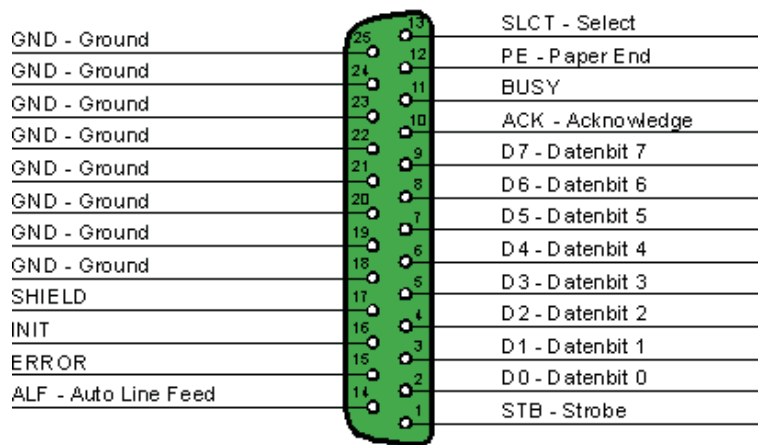 GND - Ground
GND - Ground
GND - Ground
GND - Ground
GND - Ground
GND - Ground
GND - Ground
GND - Ground
SHIELD
INIT
ERROR
ALF - Auto Line Feed
25
24
23
22
21
20
19
18
17
16
15
14
13
12
11
10
9
8
7
6
5
4
3
2
1
SLCT - Select
PE - Paper End
BUSY
ACK - Acknowledge
D7 - Datenbit 7
D6 - Datenbit 6
D5 - Datenbit 5
D4 - Datenbit 4
D3 - Datenbit 3
D2 - Datenbit 2
D1 - Datenbit 1
D0 - Datenbit 0
STB - Strobe